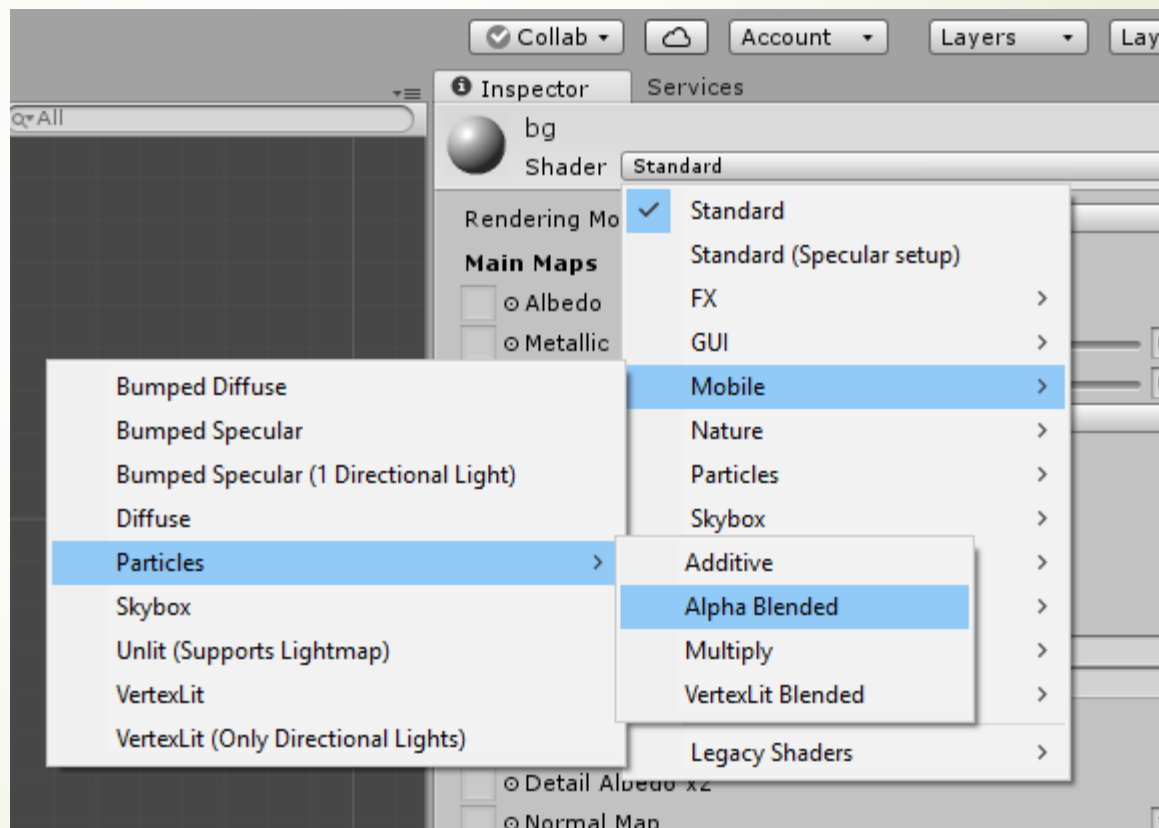 Collab
Account
Layers
Lay
Inspector
Services
All
bg
Shader
Standard
Rendering Mo
Main Maps
Albedo
Metallic
Standard
Standard (Specular setup)
FX
GUI
Mobile
Nature
Particles
Skybox
Legacy Shaders
Bumped Diffuse
Bumped Specular
Bumped Specular (1 Directional Light)
Diffuse
Particles
Skybox
Unlit (Supports Lightmap)
VertexLit
VertexLit (Only Directional Lights)
Additive
Alpha Blended
Multiply
VertexLit Blended
Detail Albedo x2
Normal Map